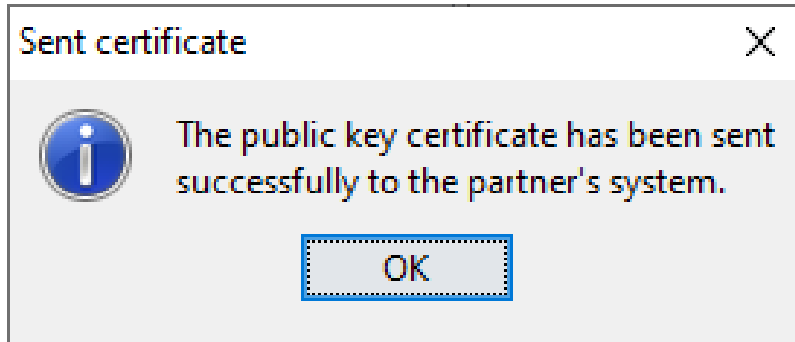 Sent certificate
The public key certificate has been sent
successfully to the partner's system.
OK